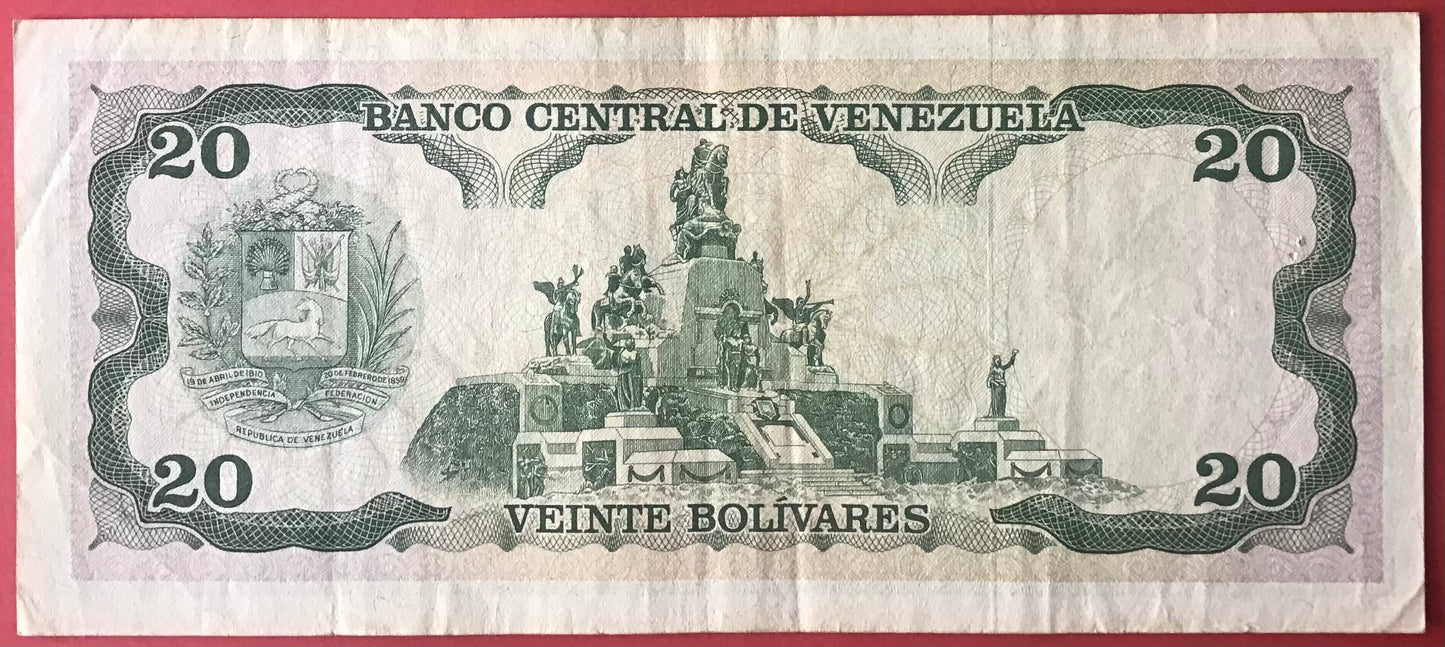 BANCO CENTRAL DE VENEZUELA
20
20
19 DE ABRIL DE 1810
20 DE FEBRERO DE 1859
INDEPENDENCIA
FEDERACION
REPUBLICA DE VENEZUELA
20
20
VEINTE BOLÍVARES